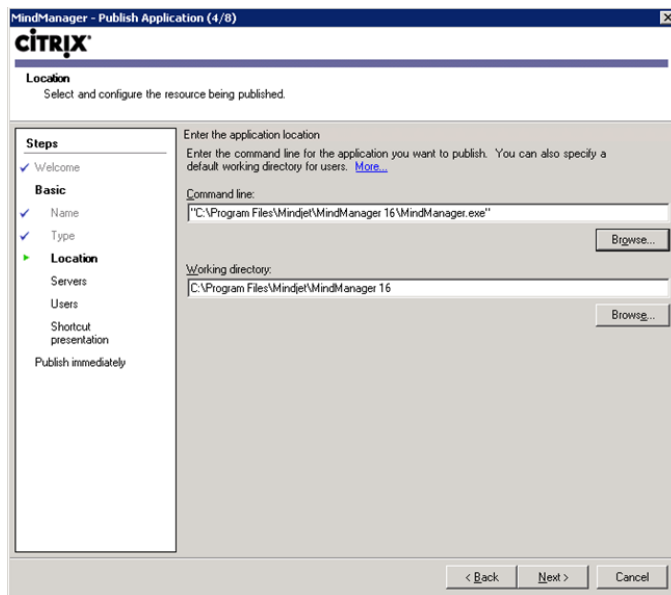 MindManager - Publish Application (4/8)
CİTRIX®
Location
Select and configure the resource being published.
Steps
Welcome
Basic
Name
Type
Location
Servers
Users
Shortcut
presentation
Publish immediately
Enter the application location
Enter the command line for the application you want to publish. You can also specify a
default working directory for users. More...
Command line:
"C:\Program Files\Mindjet\MindManager 16\MindManager.exe"
Browse...
Working directory:
C:\Program Files\Mindjet\MindManager 16
Browse...
< Back
Next >
Cancel